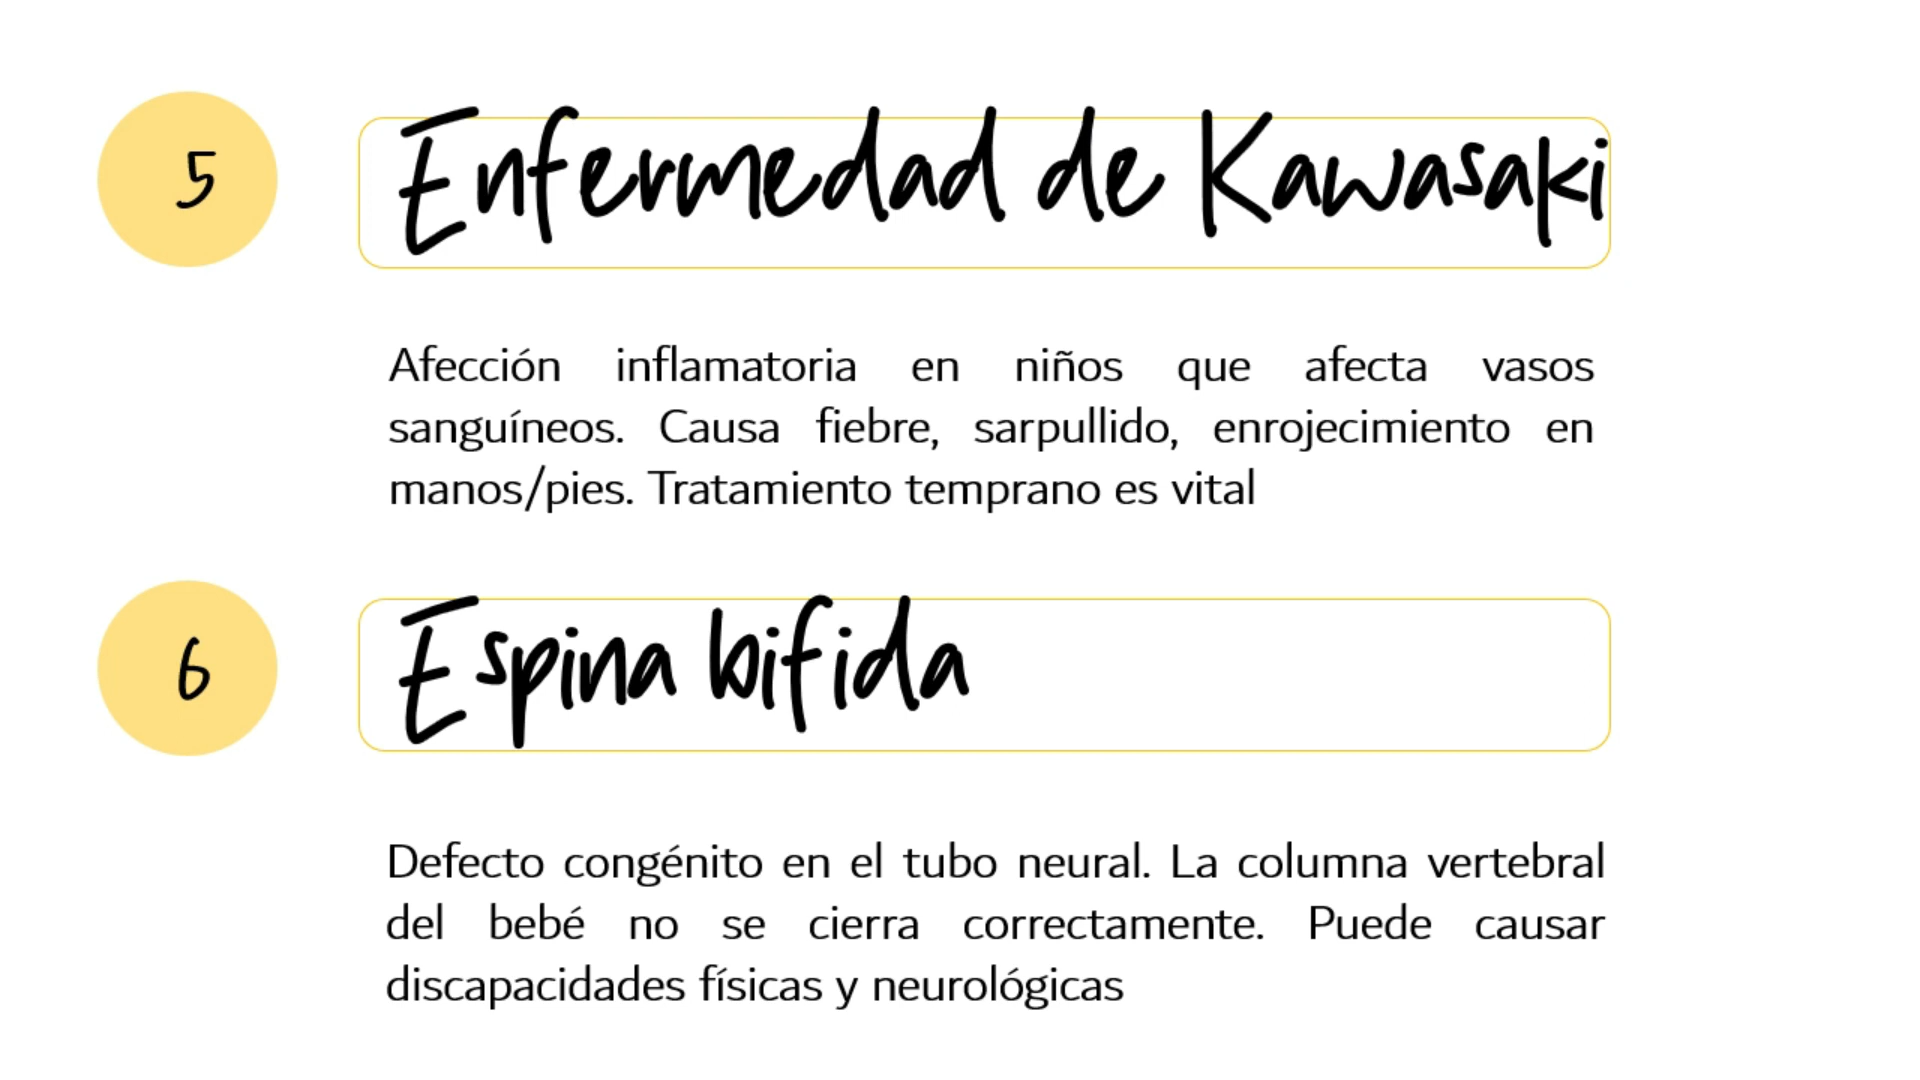 5
Enfermedad de Kawasaki
Afección inflamatoria en niños que afecta vasos
sanguíneos. Causa fiebre, sarpullido, enrojecimiento en
manos/pies. Tratamiento temprano es vital
6
Espina bifida
Defecto congénito en el tubo neural. La columna vertebral
del bebé no se cierra correctamente. Puede causar
discapacidades físicas y neurológicas